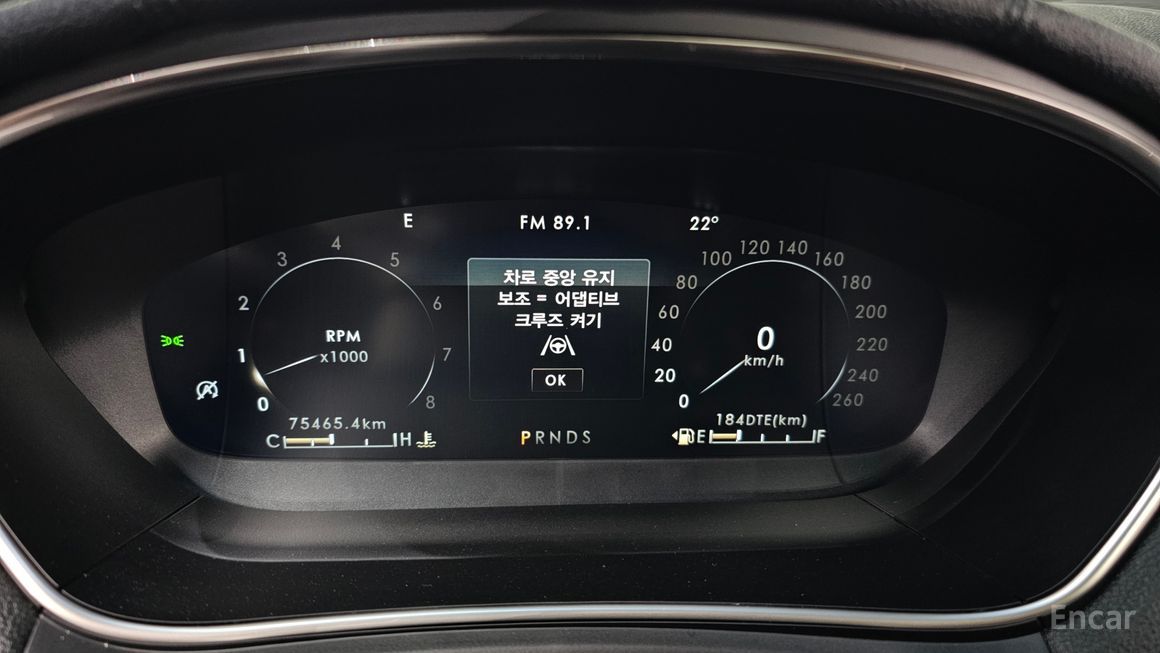 E FM 89.1 22°
4
3 5
2 6
1 7
0 8
RPM
x1000
차로 중앙 유지
보조 = 어댑티브
크루즈 켜기
OK
120 140
100 160
80 180
60 200
40 220
20 240
0 260
0
km/h
A
75465.4km
C H
PRNDS
184DTE(km)
E F
Encar